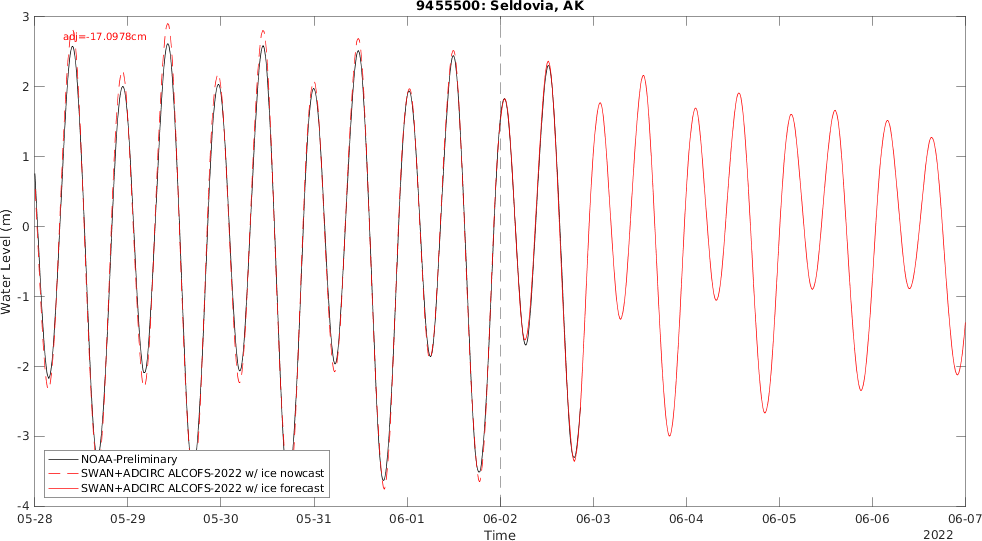 9455500: Seldovia, AK
adj=-17.0978cm
Water Level (m)
3
2
1
0
-1
-2
-3
-4
NOAA-Preliminary
SWAN+ADCIRC ALCOFS-2022 w/ ice nowcast
SWAN+ADCIRC ALCOFS-2022 w/ ice forecast
05-28 05-29 05-30 05-31 06-01 06-02 06-03 06-04 06-05 06-06 06-07
Time
2022